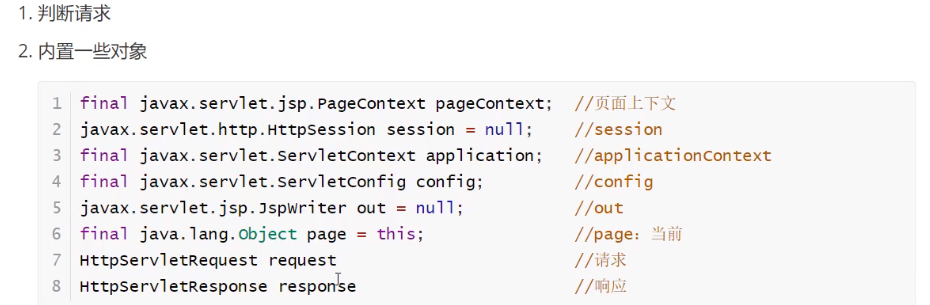 1. 判断请求
2. 内置一些对象
1 final javax.servlet.jsp.PageContext pageContext; //页面上下文
2 javax.servlet.http.HttpSession session = null; //session
3 final javax.servlet.ServletContext application; //applicationContext
4 final javax.servlet.ServletConfig config; //config
5 javax.servlet.jsp.JspWriter out = null; //out
6 final java.lang.Object page = this; //page：当前
7 HttpServletRequest request //请求
8 HttpServletResponse response //响应